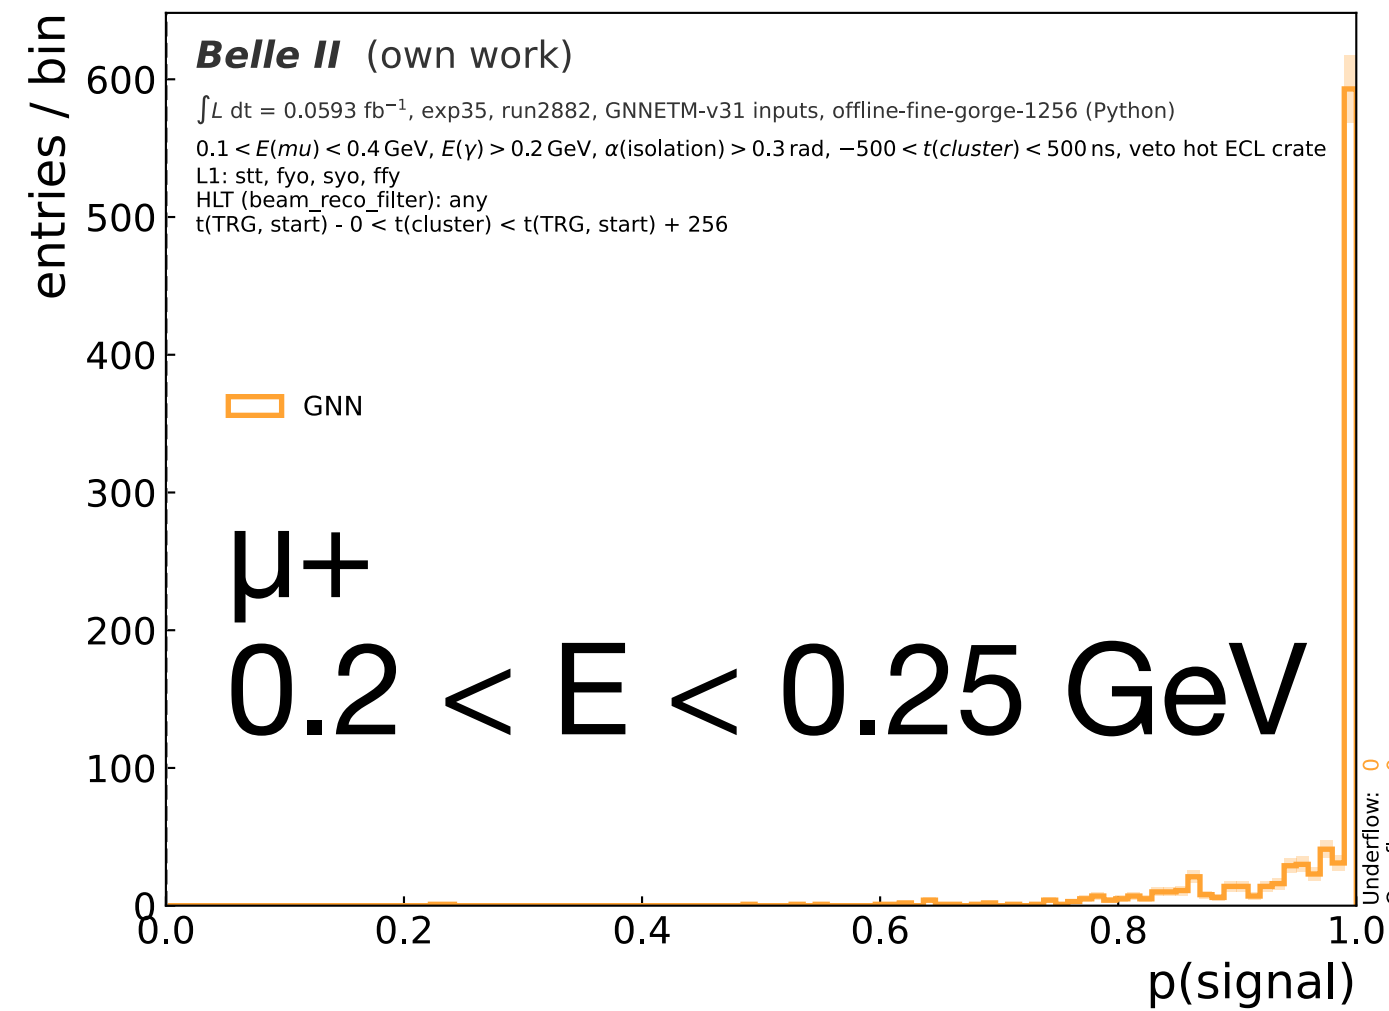 entries / bin
600
500
400
300
200
100
0
Belle II (own work)
∫L dt = 0.0593 fb⁻¹, exp35, run2882, GNNETM-v31 inputs, offline-fine-gorge-1256 (Python)
0.1 < E(mu) < 0.4 GeV, E(γ) > 0.2 GeV, α(isolation) > 0.3 rad, −500 < t(cluster) < 500 ns, veto hot ECL crate
L1: stt, fyo, syo, ffy
HLT (beam_reco_filter): any
t(TRG, start) - 0 < t(cluster) < t(TRG, start) + 256
GNN
μ+
0.2 < E < 0.25 GeV
Underflow: 0
0.0 0.2 0.4 0.6 0.8 1.0
p(signal)